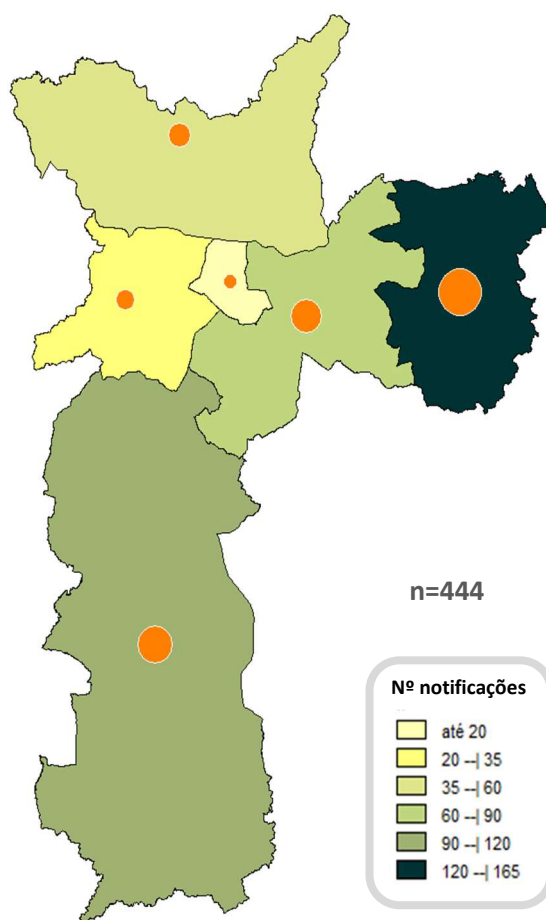 n=444
Nº notificações
até 20
20 --| 35
35 --| 60
60 --| 90
90 --| 120
120 --| 165